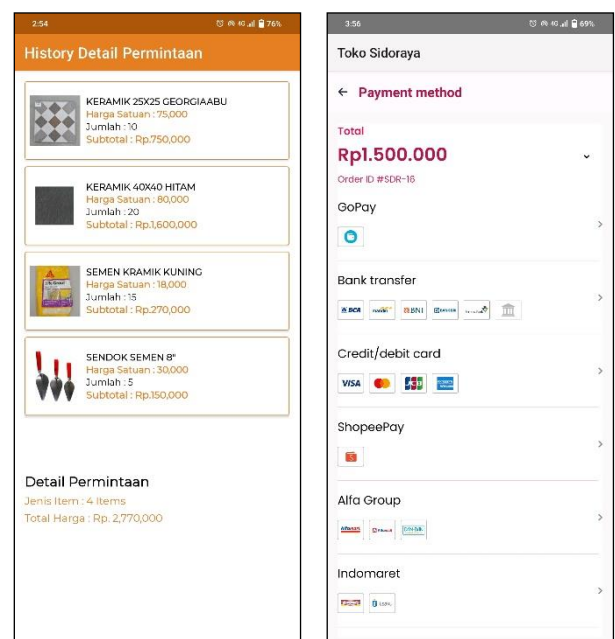 2:54
4G 76%
History Detail Permintaan
KERAMIK 25X25 GEORGIAABU
Harga Satuan : 75,000
Jumlah : 10
Subtotal : Rp.750,000
KERAMIK 40X40 HITAM
Harga Satuan : 80,000
Jumlah : 20
Subtotal : Rp.1,600,000
SEMEN KRAMIK KUNING
Harga Satuan : 18,000
Jumlah : 15
Subtotal : Rp.270,000
SENDOK SEMEN 8"
Harga Satuan : 30,000
Jumlah : 5
Subtotal : Rp.150,000
Detail Permintaan
Jenis Item : 4 Items
Total Harga : Rp. 2,770,000
3:56
4G 69%
Toko Sidoraya
← Payment method
Total
Rp1.500.000
Order ID #SDR-16
GoPay
Bank transfer
BCA
BNI
Credit/debit card
VISA
JCB
ShopeePay
Alfa Group
Alfamart
Indomaret